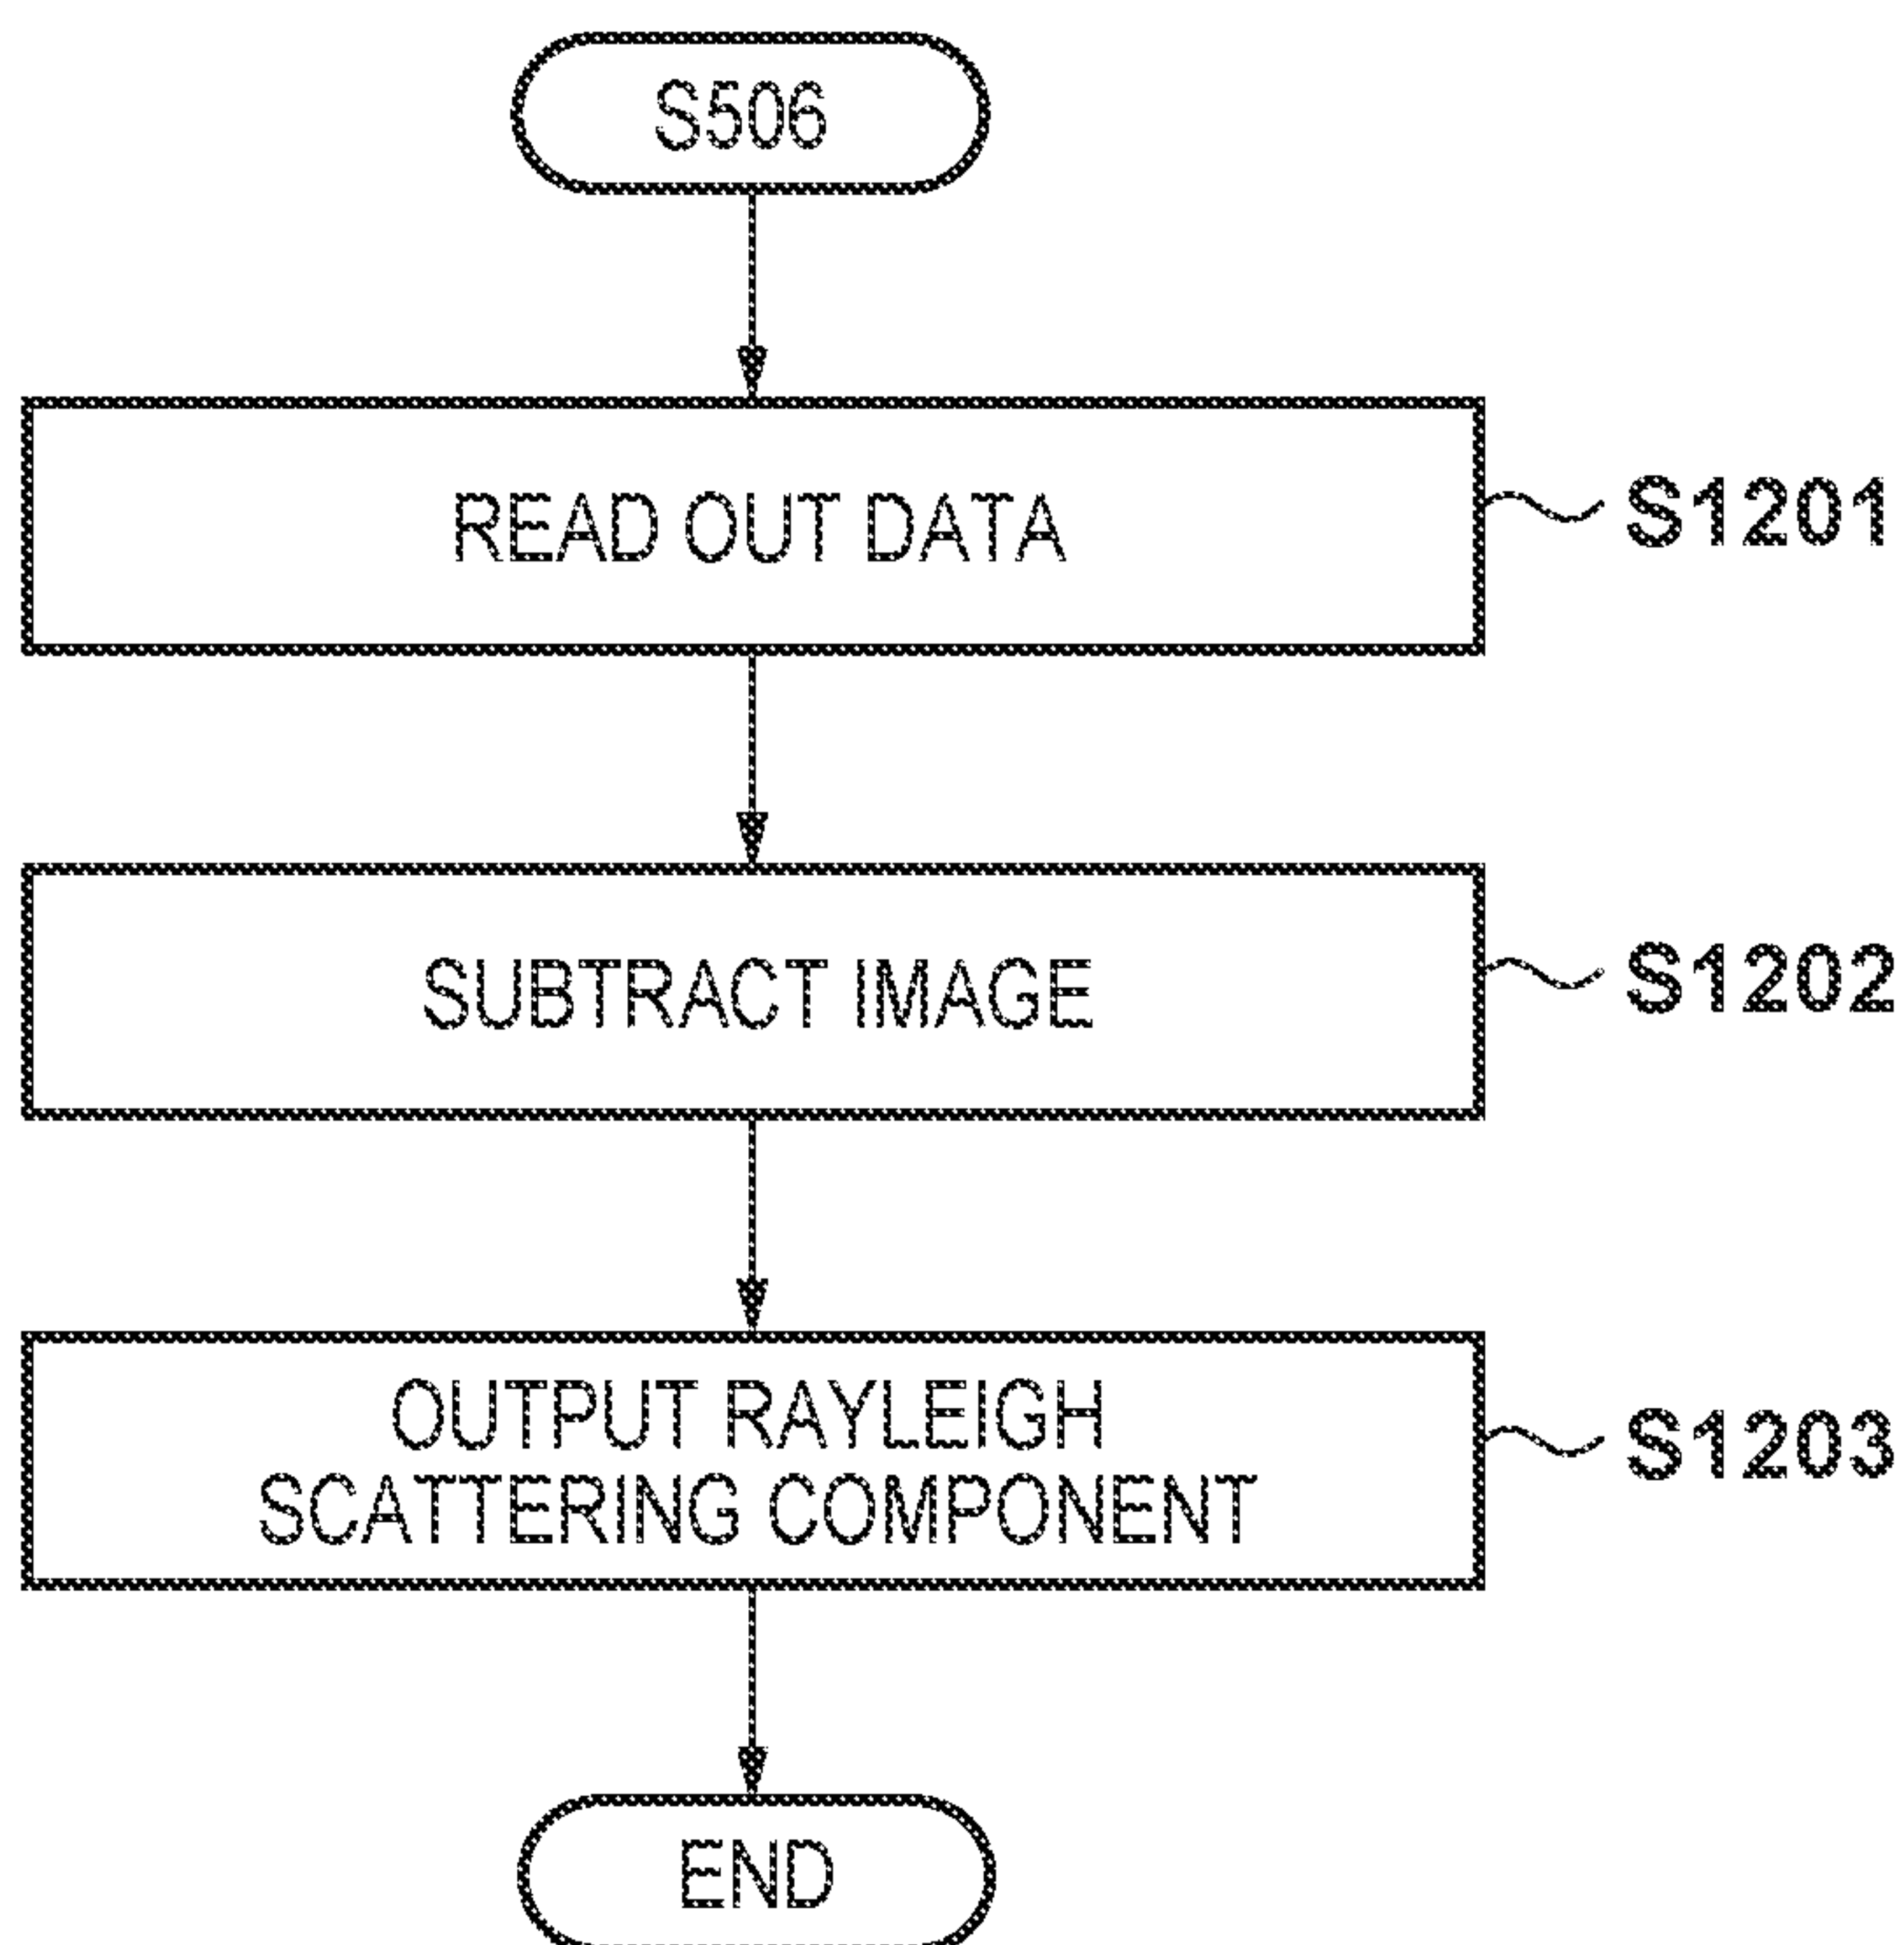 S506
READ OUT DATA
S1201
SUBTRACT IMAGE
S1202
OUTPUT RAYLEIGH
SCATTERING COMPONENT
S1203
END